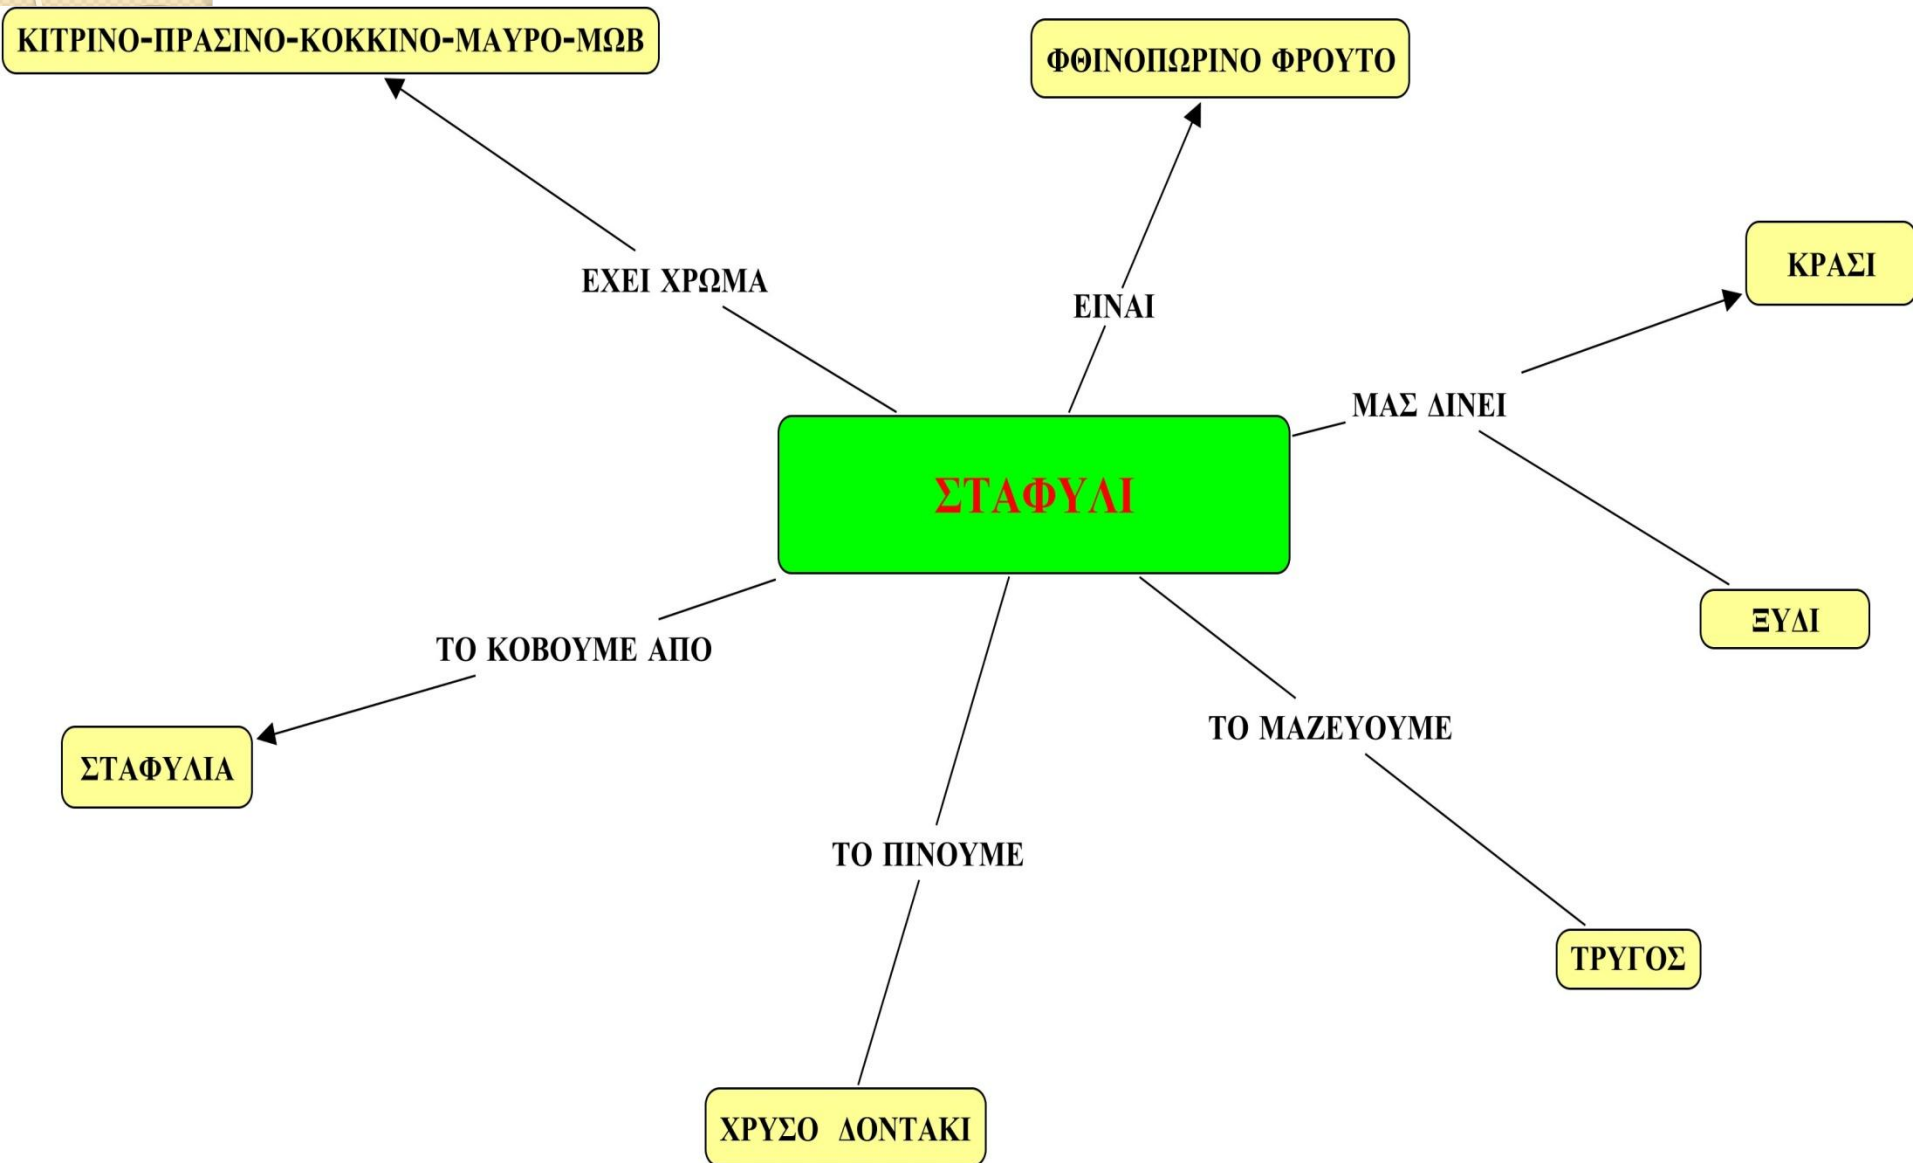 ΚΙΤΡΙΝΟ-ΠΡΑΣΙΝΟ-ΚΟΚΚΙΝΟ-ΜΑΥΡΟ-ΜΩΒ
ΦΘΙΝΟΠΩΡΙΝΟ ΦΡΟΥΤΟ
ΚΡΑΣΙ
ΕΧΕΙ ΧΡΩΜΑ
ΕΙΝΑΙ
ΜΑΣ ΔΙΝΕΙ
ΣΤΑΦΥΛΙ
ΞΥΔΙ
ΤΟ ΚΟΒΟΥΜΕ ΑΠΟ
ΤΟ ΜΑΖΕΥΟΥΜΕ
ΣΤΑΦΥΛΙΑ
ΤΟ ΠΙΝΟΥΜΕ
ΤΡΥΓΟΣ
ΧΡΥΣΟ ΔΟΝΤΑΚΙ